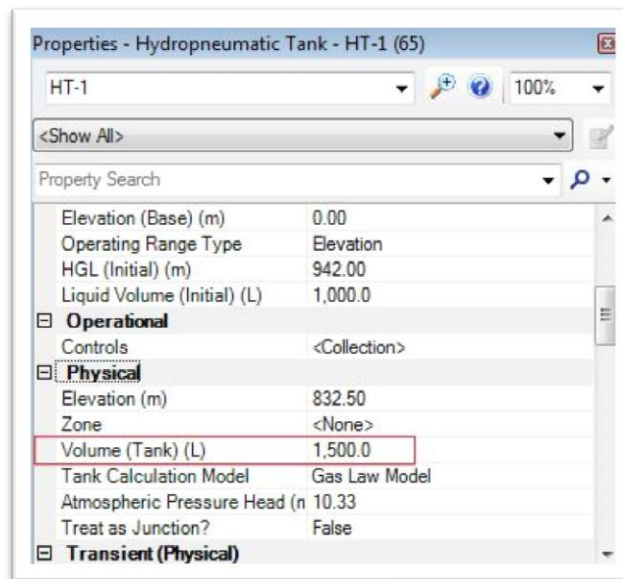 Properties - Hydropneumatic Tank - HT-1 (65)
HT-1 100%
<Show All>
Property Search
Elevation (Base) (m) 0.00
Operating Range Type Elevation
HGL (Initial) (m) 942.00
Liquid Volume (Initial) (L) 1,000.0
Operational
Controls <Collection>
Physical
Elevation (m) 832.50
Zone <None>
Volume (Tank) (L) 1,500.0
Tank Calculation Model Gas Law Model
Atmospheric Pressure Head (n 10.33
Treat as Junction? False
Transient (Physical)